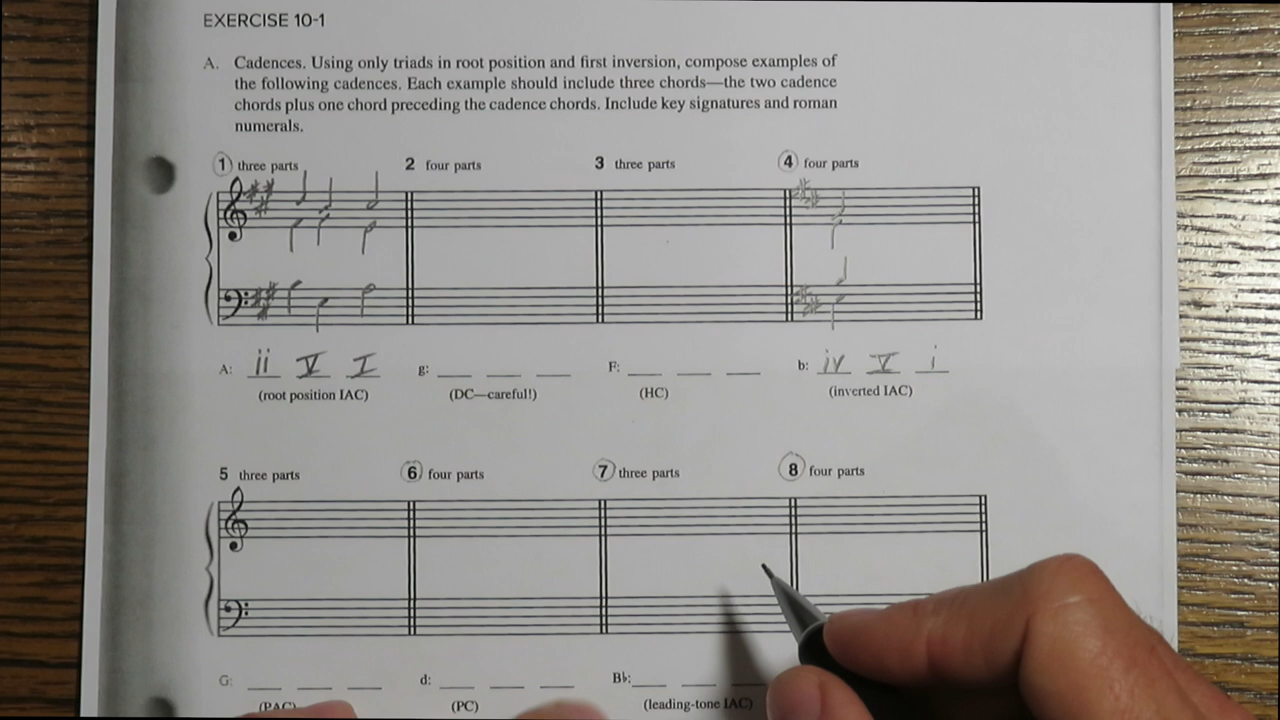 EXERCISE 10-1
A. Cadences. Using only triads in root position and first inversion, compose examples of
the following cadences. Each example should include three chords—the two cadence
chords plus one chord preceding the cadence chords. Include key signatures and roman
numerals.
1 three parts 2 four parts 3 three parts 4 four parts
A: ii V I g: F: b: iv V i
(root position IAC) (DC—careful!) (HC) (inverted IAC)
5 three parts 6 four parts 7 three parts 8 four parts
G: d: B♭:
(PAC) (PC) (leading-tone IAC)